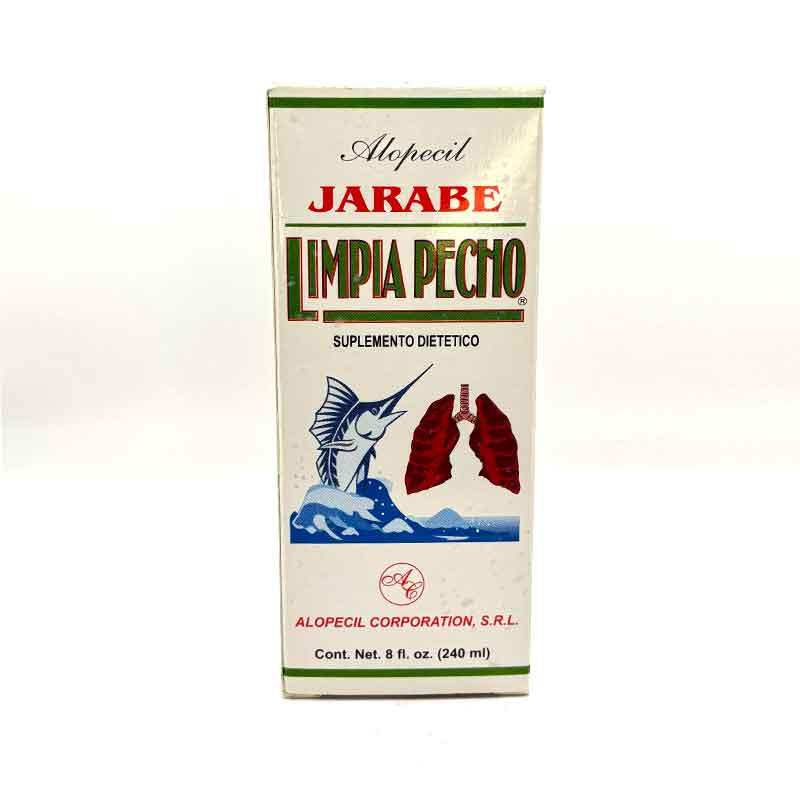 Alopecil
JARABE
LIMPIA PECHO®
SUPLEMENTO DIETETICO
AC
ALOPECIL CORPORATION, S.R.L.
Cont. Net. 8 fl. oz. (240 ml)